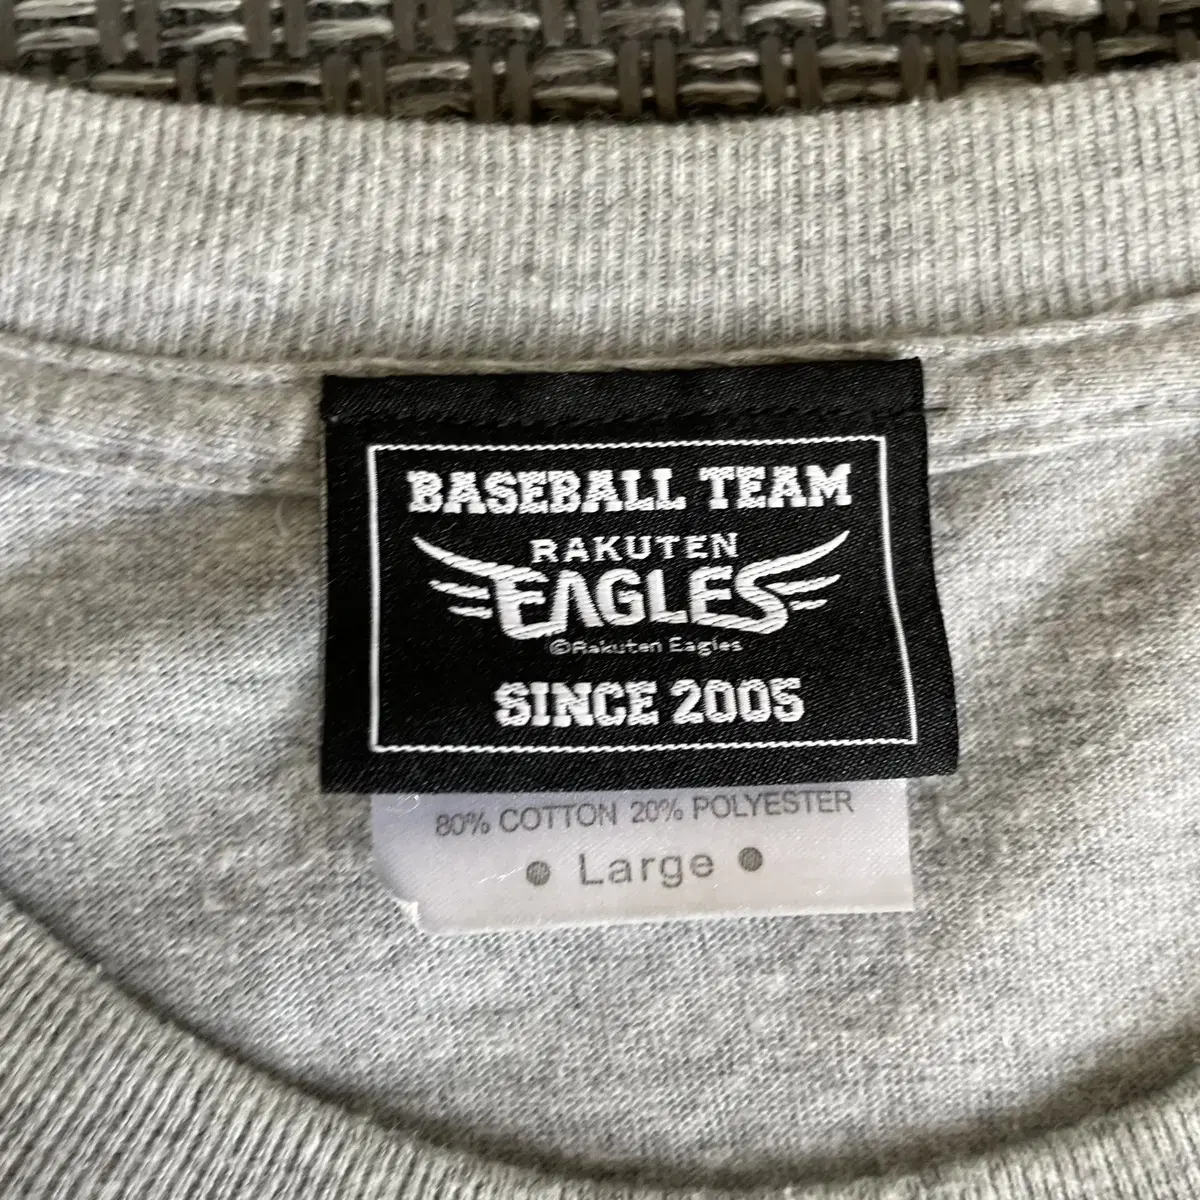 BASEBALL TEAM
RAKUTEN
EAGLES
©Rakuten Eagles
SINCE 2005
80% COTTON 20% POLYESTER
● Large ●